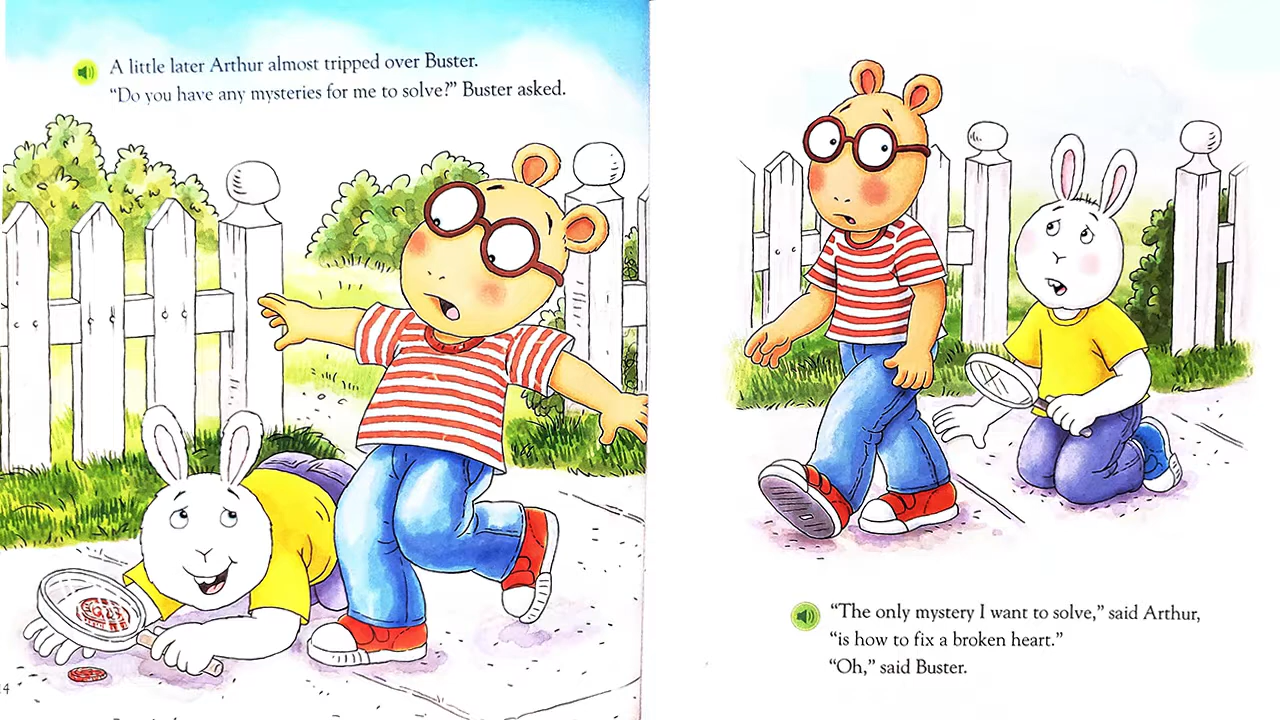 A little later Arthur almost tripped over Buster.
“Do you have any mysteries for me to solve?” Buster asked.
“The only mystery I want to solve,” said Arthur,
“is how to fix a broken heart.”
“Oh,” said Buster.